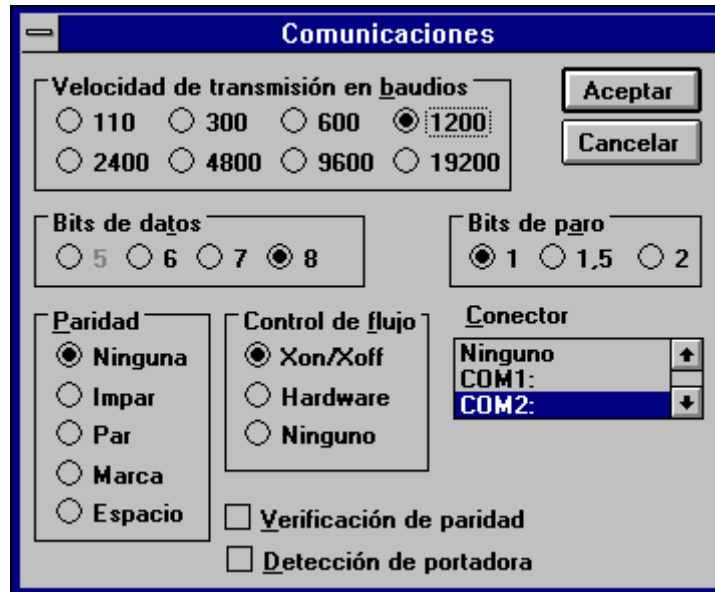 Comunicaciones
Velocidad de transmisión en baudios
110 300 600 1200
2400 4800 9600 19200
Aceptar
Cancelar
Bits de datos
5 6 7 8
Bits de paro
1 1,5 2
Paridad
Ninguna
Impar
Par
Marca
Espacio
Control de flujo
Xon/Xoff
Hardware
Ninguno
Conector
Ninguno
COM1:
COM2:
Verificación de paridad
Detección de portadora